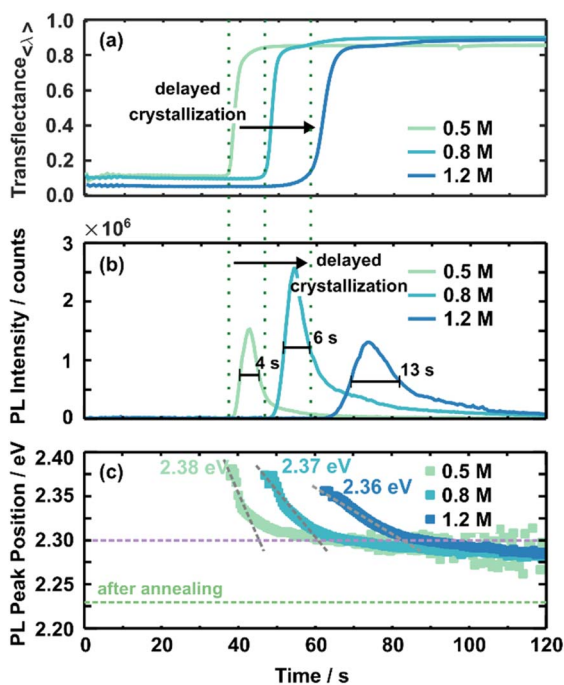 1.0
(a)
0.8
delayed
crystallization
0.6
0.4
0.5 M
0.8 M
0.2
1.2 M
0.0
Transflectance<λ>
×10⁶
3
(b)
delayed
crystallization
0.5 M
0.8 M
2
1.2 M
6 s
1
4 s
13 s
0
PL Intensity / counts
2.40
(c)
2.38 eV
2.37 eV
2.36 eV
0.5 M
0.8 M
1.2 M
2.35
2.30
2.25
after annealing
2.20
PL Peak Position / eV
0 20 40 60 80 100 120
Time / s